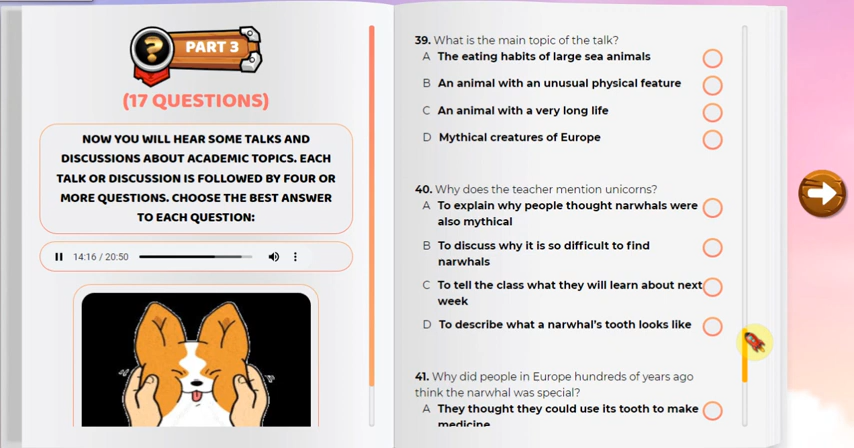 PART 3
(17 QUESTIONS)
NOW YOU WILL HEAR SOME TALKS AND
DISCUSSIONS ABOUT ACADEMIC TOPICS. EACH
TALK OR DISCUSSION IS FOLLOWED BY FOUR OR
MORE QUESTIONS. CHOOSE THE BEST ANSWER
TO EACH QUESTION:
14:16 / 20:50
39. What is the main topic of the talk?
A The eating habits of large sea animals
B An animal with an unusual physical feature
C An animal with a very long life
D Mythical creatures of Europe
40. Why does the teacher mention unicorns?
A To explain why people thought narwhals were
also mythical
B To discuss why it is so difficult to find
narwhals
C To tell the class what they will learn about next
week
D To describe what a narwhal's tooth looks like
41. Why did people in Europe hundreds of years ago
think the narwhal was special?
A They thought they could use its tooth to make
medicine